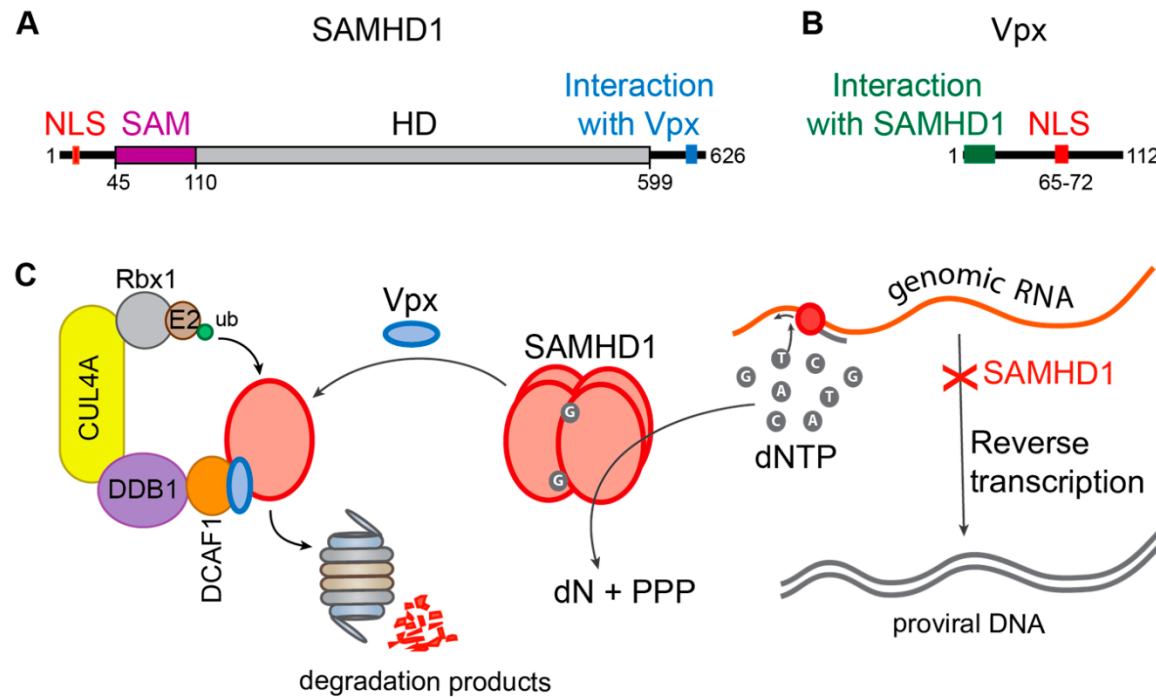 A
SAMHD1
NLS
SAM
HD
Interaction
with Vpx
1
626
45
110
599
B
Vpx
Interaction
with SAMHD1
NLS
1
112
65-72
C
Rbx1
E2
ub
CUL4A
DDB1
DCAF1
Vpx
SAMHD1
G
G
degradation products
genomic RNA
T
C
G
A
G
T
C
A
dNTP
dN + PPP
SAMHD1
Reverse
transcription
proviral DNA